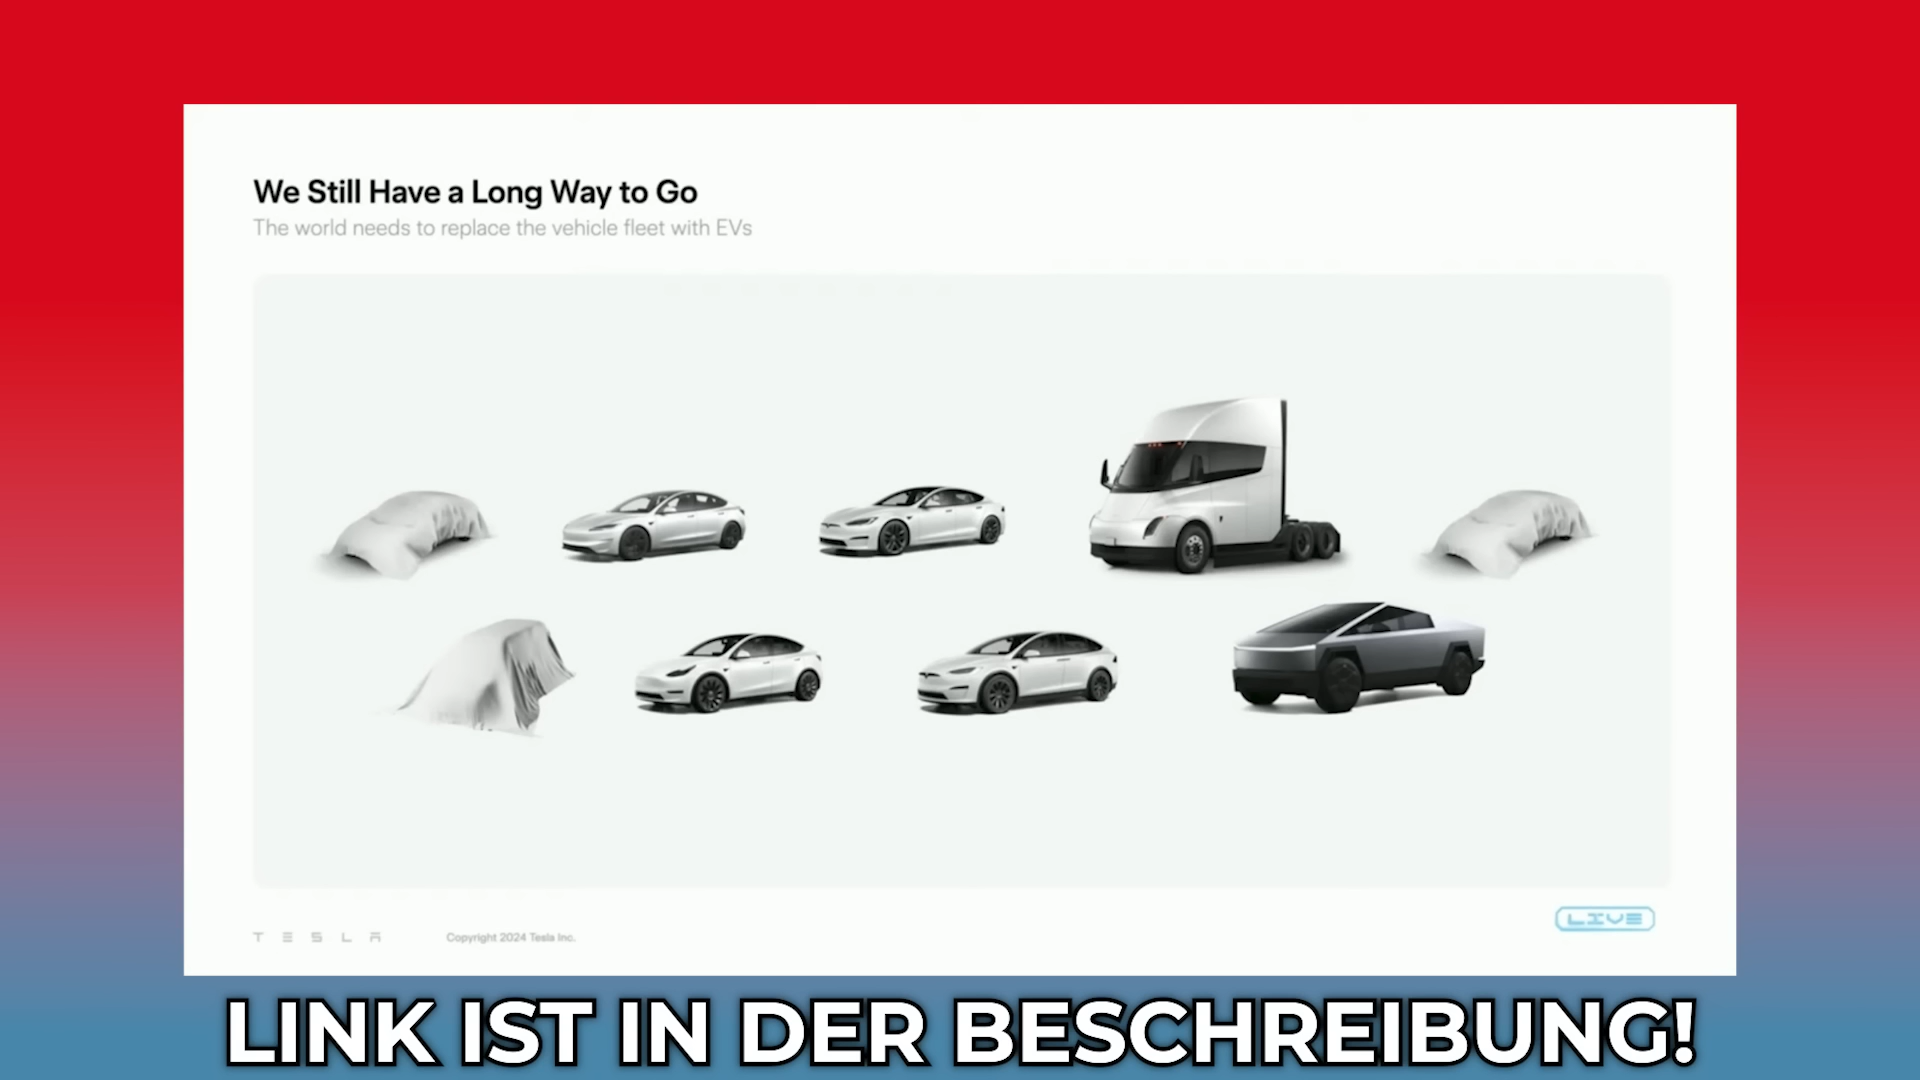 We Still Have a Long Way to Go
The world needs to replace the vehicle fleet with EVs
TESLA
Copyright 2024 Tesla Inc.
LIVE
LINK IST IN DER BESCHREIBUNG!